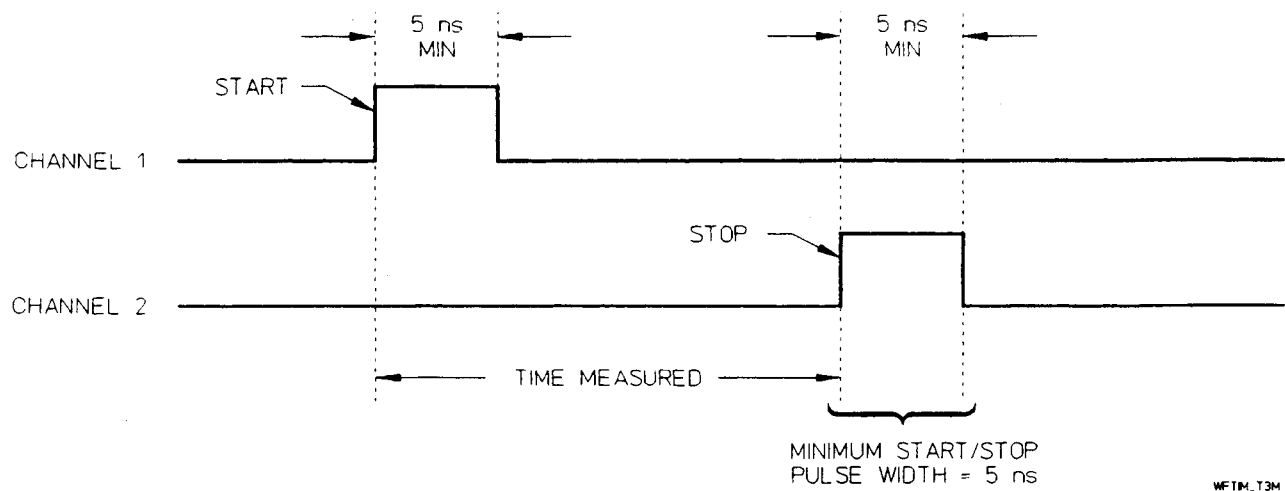 5 ns
MIN
5 ns
MIN
START
CHANNEL 1
STOP
CHANNEL 2
TIME MEASURED
MINIMUM START/STOP
PULSE WIDTH = 5 ns
WFTIM_T3M